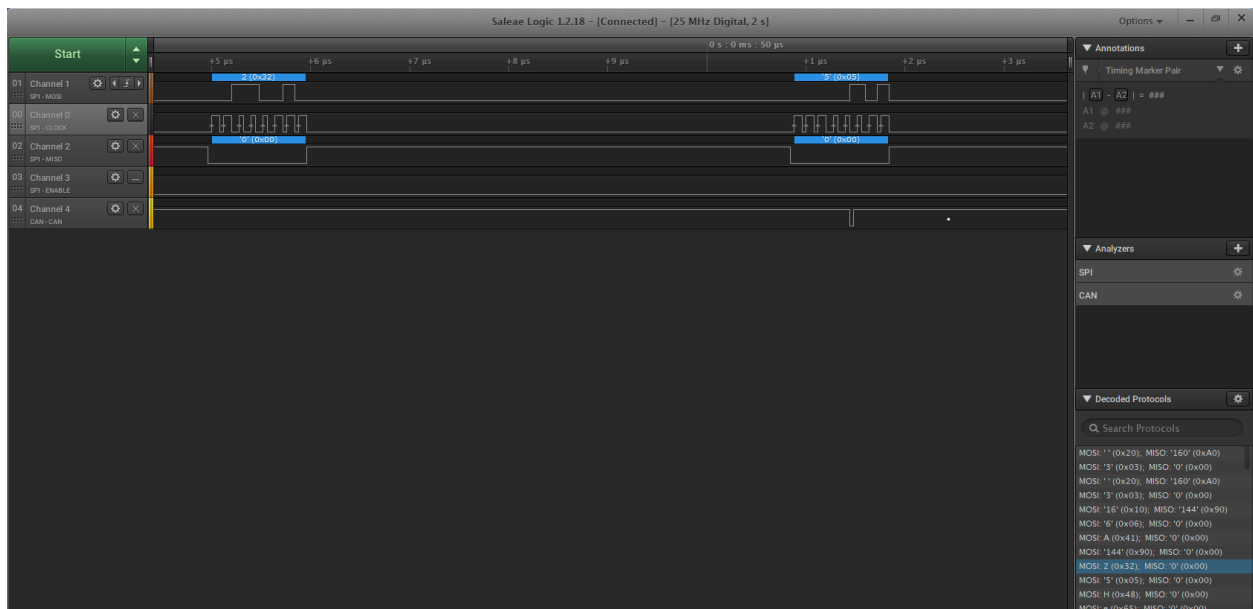 Saleae Logic 1.2.18 - [Connected] - [25 MHz Digital, 2 s]
Options
Start
0 s : 0 ms : 50 µs
+5 µs +6 µs +7 µs +8 µs +9 µs +1 µs +2 µs +3 µs
01 Channel 1
SPI - MOSI
2 (0x32) '5' (0x05)
00 Channel 0
SPI - CLOCK
02 Channel 2
SPI - MISO
'0' (0x00) '0' (0x00)
03 Channel 3
SPI - ENABLE
04 Channel 4
CAN - CAN
Annotations
Timing Marker Pair
| A1 - A2 | = ###
A1 @ ###
A2 @ ###
Analyzers
SPI
CAN
Decoded Protocols
Search Protocols
MOSI: ' ' (0x20); MISO: '160' (0xA0)
MOSI: '3' (0x03); MISO: '0' (0x00)
MOSI: ' ' (0x20); MISO: '160' (0xA0)
MOSI: '3' (0x03); MISO: '0' (0x00)
MOSI: '16' (0x10); MISO: '144' (0x90)
MOSI: '6' (0x06); MISO: '0' (0x00)
MOSI: A (0x41); MISO: '0' (0x00)
MOSI: '144' (0x90); MISO: '0' (0x00)
MOSI: 2 (0x32); MISO: '0' (0x00)
MOSI: '5' (0x05); MISO: '0' (0x00)
MOSI: H (0x48); MISO: '0' (0x00)
MOSI: e (0x65); MISO: '0' (0x00)